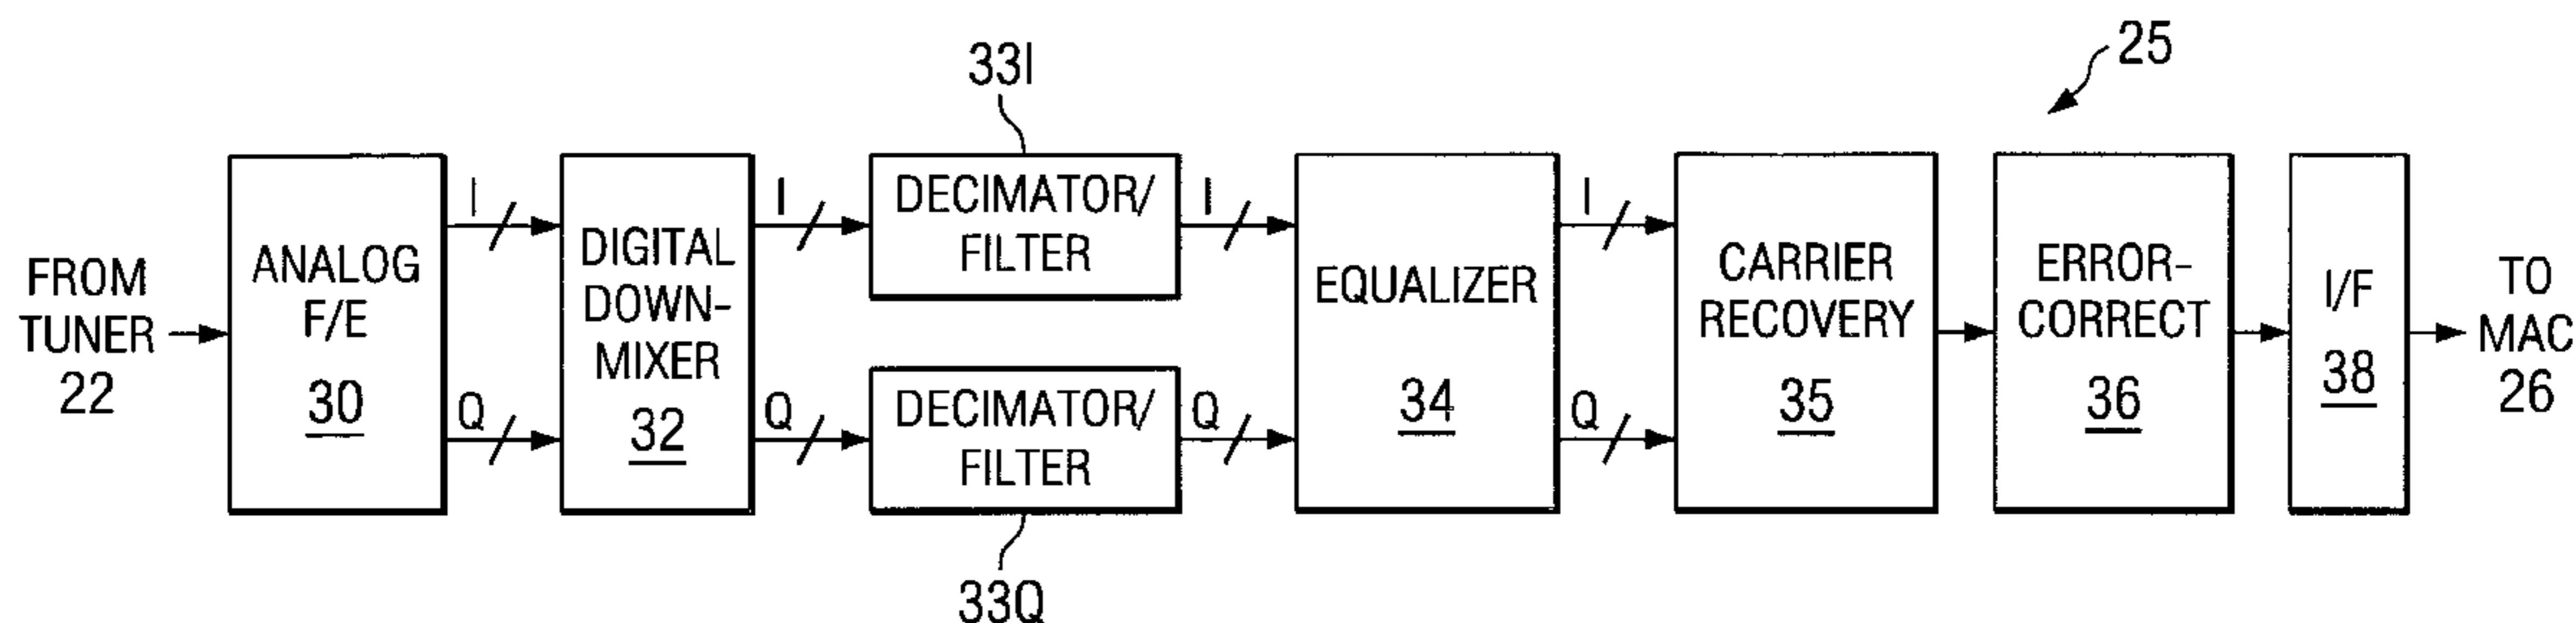 25
33I
33Q
FROM
TUNER
22
ANALOG
F/E
30
I
Q
DIGITAL
DOWN-
MIXER
32
I
Q
DECIMATOR/
FILTER
DECIMATOR/
FILTER
I
Q
EQUALIZER
34
I
Q
CARRIER
RECOVERY
35
ERROR-
CORRECT
36
I/F
38
TO
MAC
26